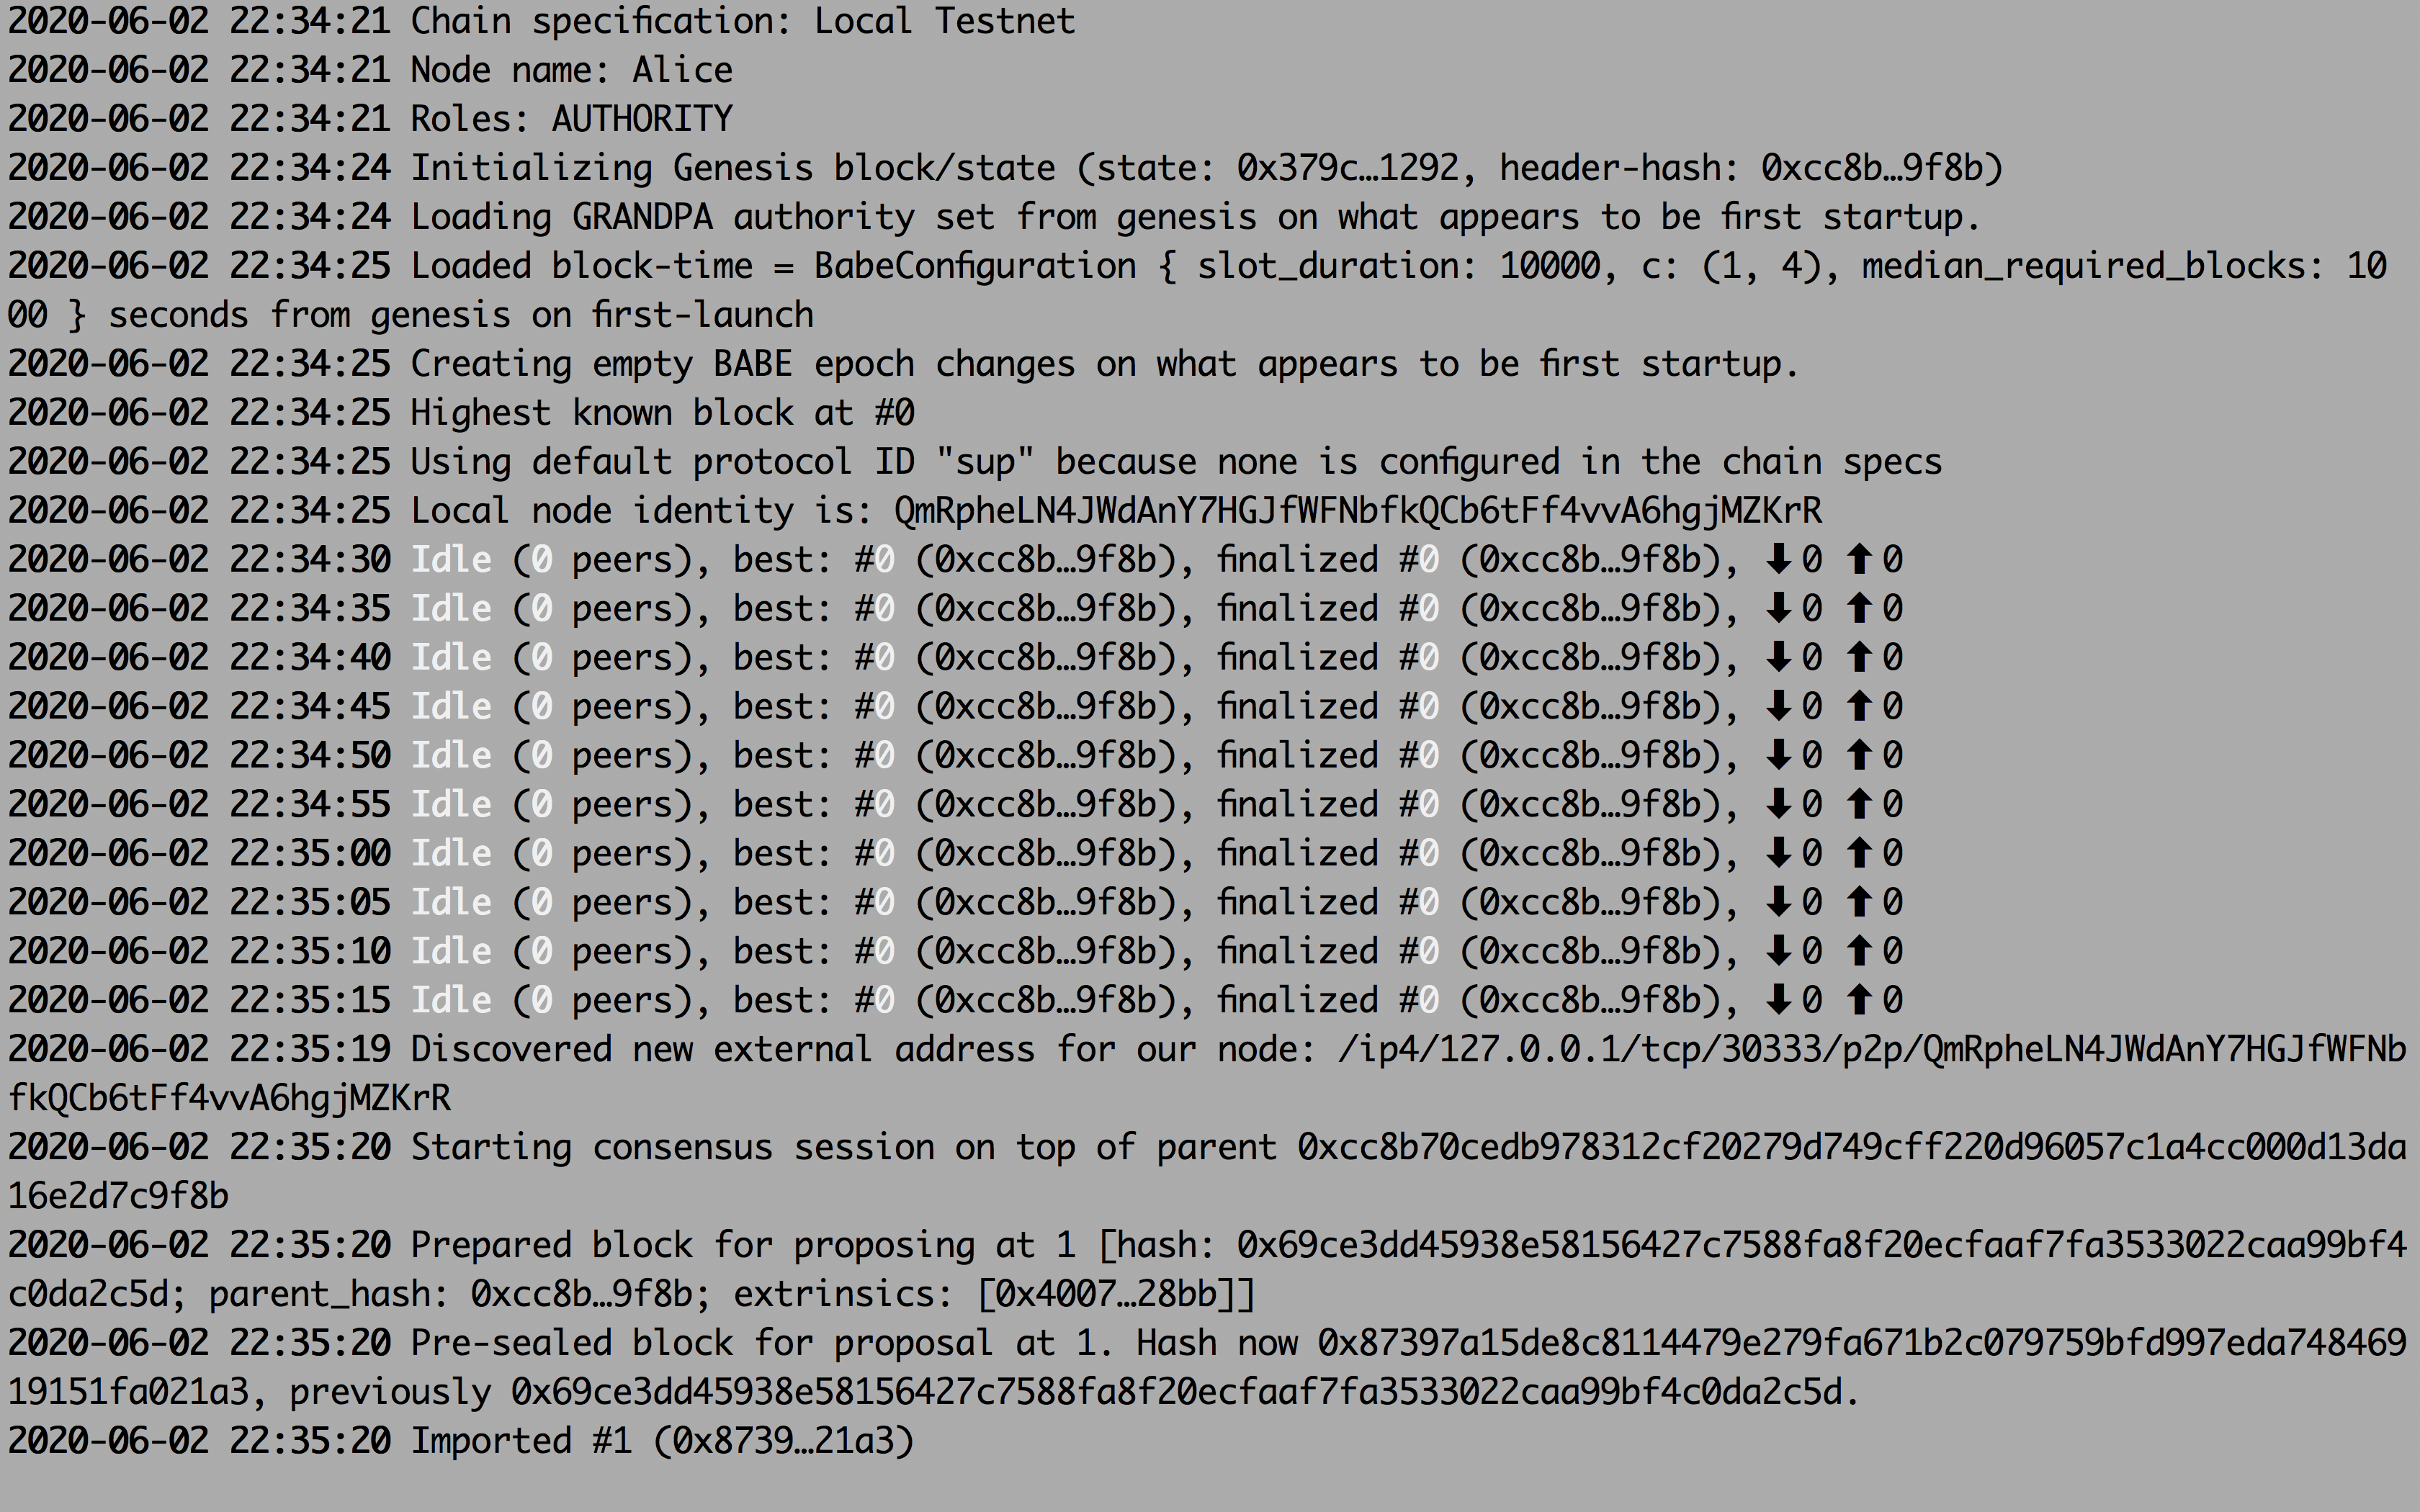 2020-06-02 22:34:21 Chain specification: Local Testnet
2020-06-02 22:34:21 Node name: Alice
2020-06-02 22:34:21 Roles: AUTHORITY
2020-06-02 22:34:24 Initializing Genesis block/state (state: 0x379c…1292, header-hash: 0xcc8b…9f8b)
2020-06-02 22:34:24 Loading GRANDPA authority set from genesis on what appears to be first startup.
2020-06-02 22:34:25 Loaded block-time = BabeConfiguration { slot_duration: 10000, c: (1, 4), median_required_blocks: 10
00 } seconds from genesis on first-launch
2020-06-02 22:34:25 Creating empty BABE epoch changes on what appears to be first startup.
2020-06-02 22:34:25 Highest known block at #0
2020-06-02 22:34:25 Using default protocol ID "sup" because none is configured in the chain specs
2020-06-02 22:34:25 Local node identity is: QmRpheLN4JWdAnY7HGJfWFNbfkQCb6tFf4vvA6hgjMZKrR
2020-06-02 22:34:30 Idle (0 peers), best: #0 (0xcc8b…9f8b), finalized #0 (0xcc8b…9f8b), ⬇ 0 ⬆ 0
2020-06-02 22:34:35 Idle (0 peers), best: #0 (0xcc8b…9f8b), finalized #0 (0xcc8b…9f8b), ⬇ 0 ⬆ 0
2020-06-02 22:34:40 Idle (0 peers), best: #0 (0xcc8b…9f8b), finalized #0 (0xcc8b…9f8b), ⬇ 0 ⬆ 0
2020-06-02 22:34:45 Idle (0 peers), best: #0 (0xcc8b…9f8b), finalized #0 (0xcc8b…9f8b), ⬇ 0 ⬆ 0
2020-06-02 22:34:50 Idle (0 peers), best: #0 (0xcc8b…9f8b), finalized #0 (0xcc8b…9f8b), ⬇ 0 ⬆ 0
2020-06-02 22:34:55 Idle (0 peers), best: #0 (0xcc8b…9f8b), finalized #0 (0xcc8b…9f8b), ⬇ 0 ⬆ 0
2020-06-02 22:35:00 Idle (0 peers), best: #0 (0xcc8b…9f8b), finalized #0 (0xcc8b…9f8b), ⬇ 0 ⬆ 0
2020-06-02 22:35:05 Idle (0 peers), best: #0 (0xcc8b…9f8b), finalized #0 (0xcc8b…9f8b), ⬇ 0 ⬆ 0
2020-06-02 22:35:10 Idle (0 peers), best: #0 (0xcc8b…9f8b), finalized #0 (0xcc8b…9f8b), ⬇ 0 ⬆ 0
2020-06-02 22:35:15 Idle (0 peers), best: #0 (0xcc8b…9f8b), finalized #0 (0xcc8b…9f8b), ⬇ 0 ⬆ 0
2020-06-02 22:35:19 Discovered new external address for our node: /ip4/127.0.0.1/tcp/30333/p2p/QmRpheLN4JWdAnY7HGJfWFNb
fkQCb6tFf4vvA6hgjMZKrR
2020-06-02 22:35:20 Starting consensus session on top of parent 0xcc8b70cedb978312cf20279d749cff220d96057c1a4cc000d13da
16e2d7c9f8b
2020-06-02 22:35:20 Prepared block for proposing at 1 [hash: 0x69ce3dd45938e58156427c7588fa8f20ecfaaf7fa3533022caa99bf4
c0da2c5d; parent_hash: 0xcc8b…9f8b; extrinsics: [0x4007…28bb]]
2020-06-02 22:35:20 Pre-sealed block for proposal at 1. Hash now 0x87397a15de8c8114479e279fa671b2c079759bfd997eda748469
19151fa021a3, previously 0x69ce3dd45938e58156427c7588fa8f20ecfaaf7fa3533022caa99bf4c0da2c5d.
2020-06-02 22:35:20 Imported #1 (0x8739…21a3)